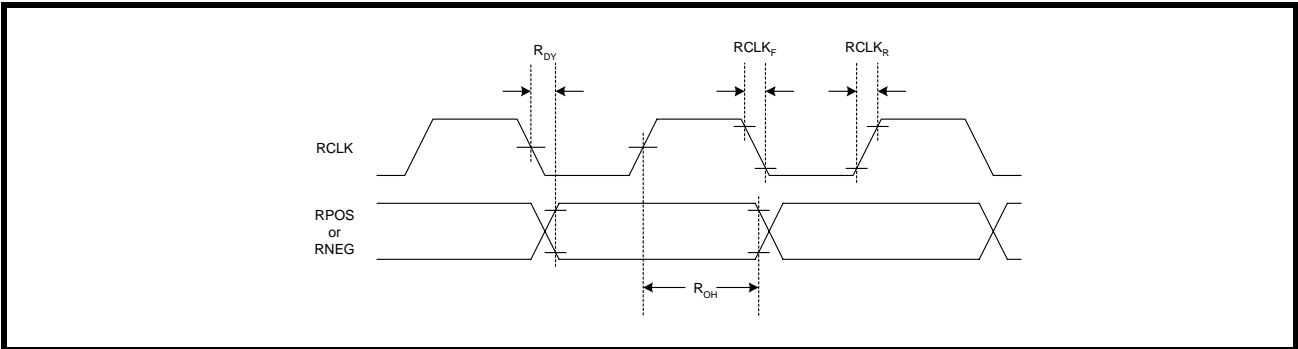 R_DY
RCLK_F
RCLK_R
RCLK
RPOS
or
RNEG
R_OH